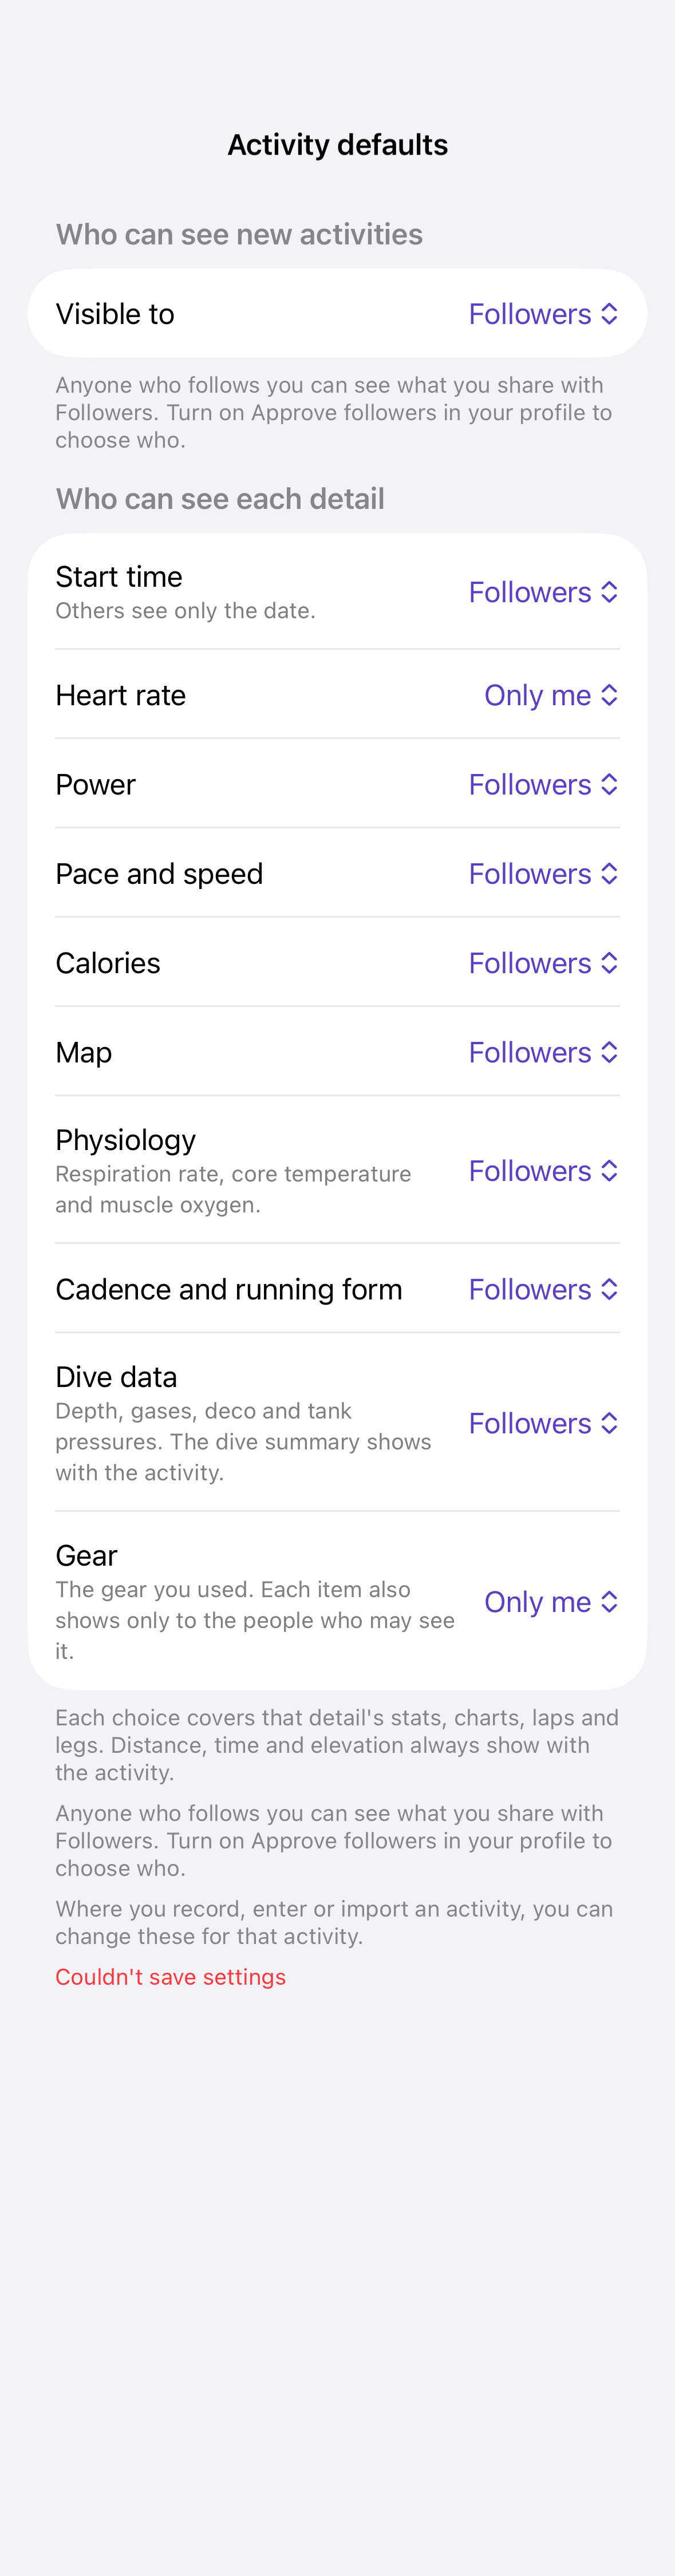 Activity defaults
Who can see new activities
Visible to
Followers
Anyone who follows you can see what you share with
Followers. Turn on Approve followers in your profile to
choose who.
Who can see each detail
Start time
Others see only the date.
Followers
Heart rate
Only me
Power
Followers
Pace and speed
Followers
Calories
Followers
Map
Followers
Physiology
Respiration rate, core temperature
and muscle oxygen.
Followers
Cadence and running form
Followers
Dive data
Depth, gases, deco and tank
pressures. The dive summary shows
with the activity.
Followers
Gear
The gear you used. Each item also
shows only to the people who may see
it.
Only me
Each choice covers that detail's stats, charts, laps and
legs. Distance, time and elevation always show with
the activity.
Anyone who follows you can see what you share with
Followers. Turn on Approve followers in your profile to
choose who.
Where you record, enter or import an activity, you can
change these for that activity.
Couldn't save settings